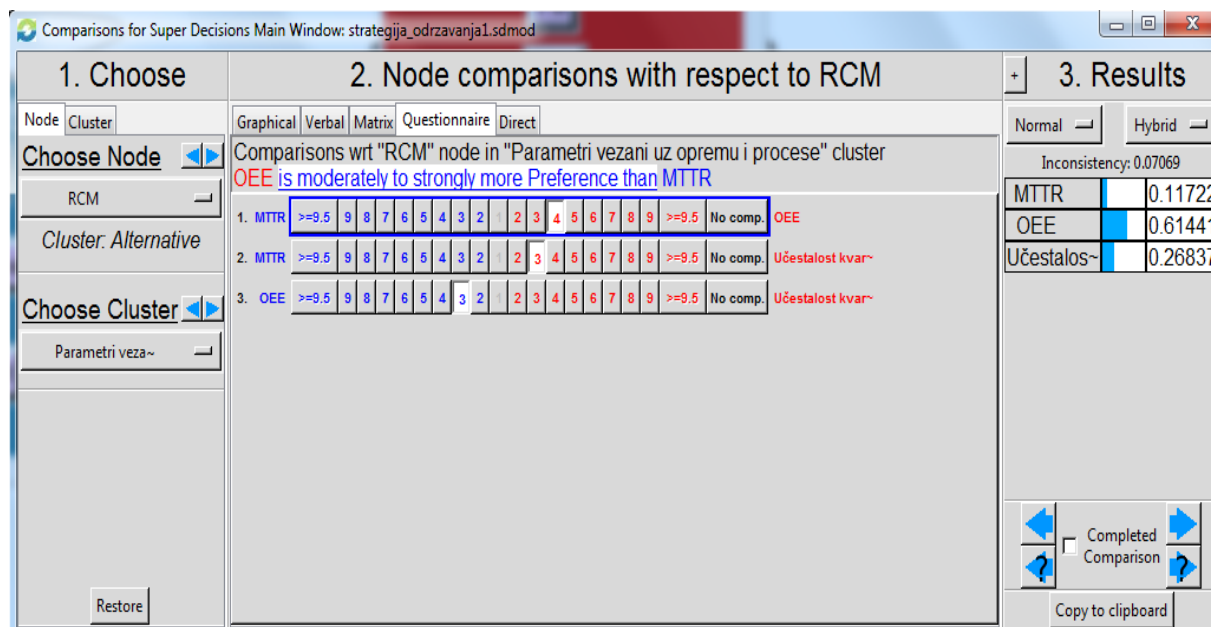 Comparisons for Super Decisions Main Window: strategija_odrzavanja1.sdmod
1. Choose
Node Cluster
Choose Node
RCM
Cluster: Alternative
Choose Cluster
Parametri veza~
Restore
2. Node comparisons with respect to RCM
Graphical Verbal Matrix Questionnaire Direct
Comparisons wrt "RCM" node in "Parametri vezani uz opremu i procese" cluster
OEE is moderately to strongly more Preference than MTTR
1. MTTR >=9.5 9 8 7 6 5 4 3 2 1 2 3 4 5 6 7 8 9 >=9.5 No comp. OEE
2. MTTR >=9.5 9 8 7 6 5 4 3 2 1 2 3 4 5 6 7 8 9 >=9.5 No comp. Učestalost kvar~
3. OEE >=9.5 9 8 7 6 5 4 3 2 1 2 3 4 5 6 7 8 9 >=9.5 No comp. Učestalost kvar~
+ 3. Results
Normal Hybrid
Inconsistency: 0.07069
MTTR 0.11722
OEE 0.61441
Učestalos~ 0.26837
Completed
Comparison
? ?
Copy to clipboard